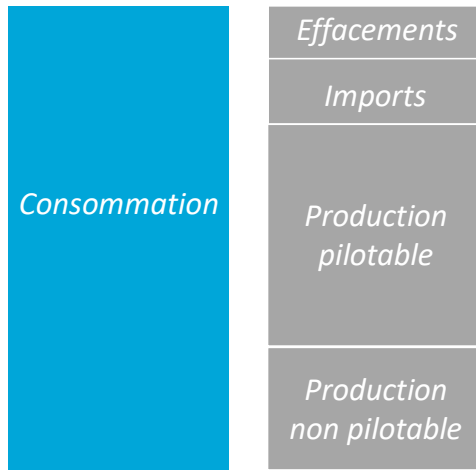 Consommation
Effacements
Imports
Production
pilotable
Production
non pilotable